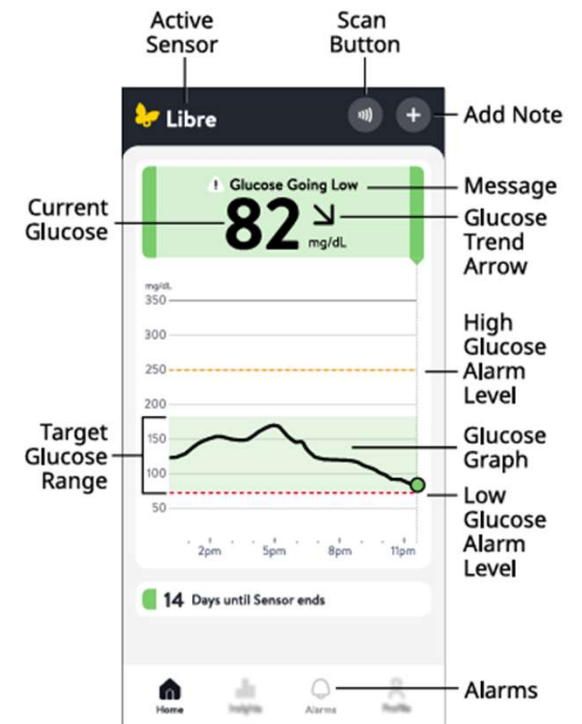 Active
Sensor
Scan
Button
Libre
Add Note
! Glucose Going Low
Message
Current
Glucose
82
mg/dL
Glucose
Trend
Arrow
mg/dL
350
300
250
200
150
100
50
High
Glucose
Alarm
Level
Target
Glucose
Range
Glucose
Graph
Low
Glucose
Alarm
Level
2pm 5pm 8pm 11pm
14 Days until Sensor ends
Alarms
Home Insights Alarms Profile